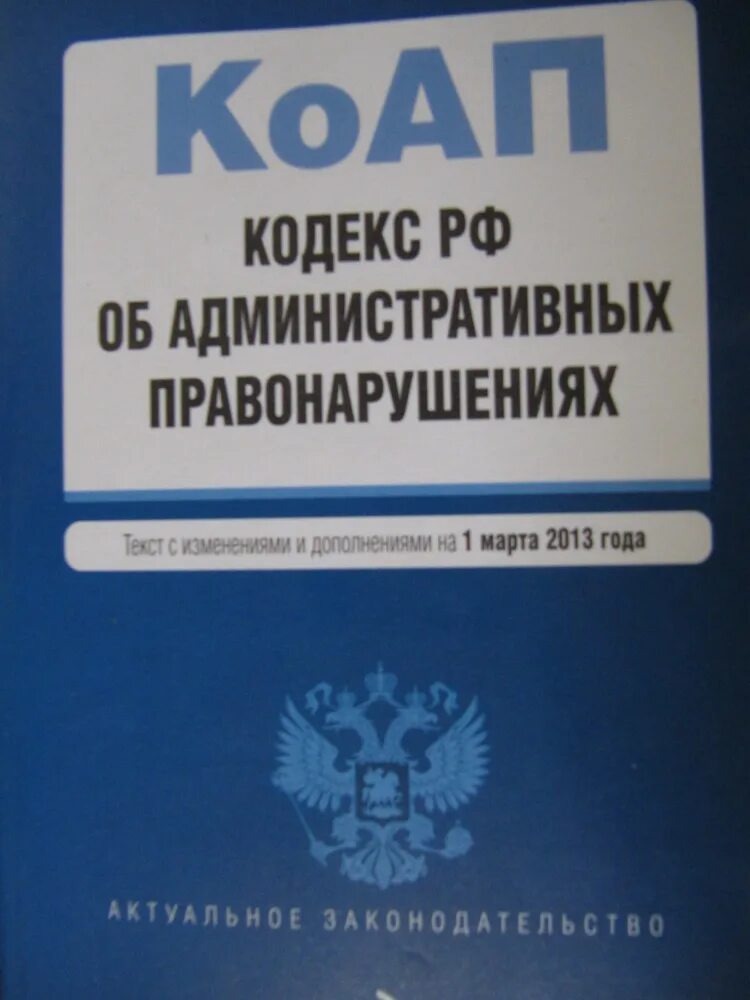 КоАП
КОДЕКС РФ
ОБ АДМИНИСТРАТИВНЫХ
ПРАВОНАРУШЕНИЯХ
Текст с изменениями и дополнениями на 1 марта 2013 года
АКТУАЛЬНОЕ ЗАКОНОДАТЕЛЬСТВО